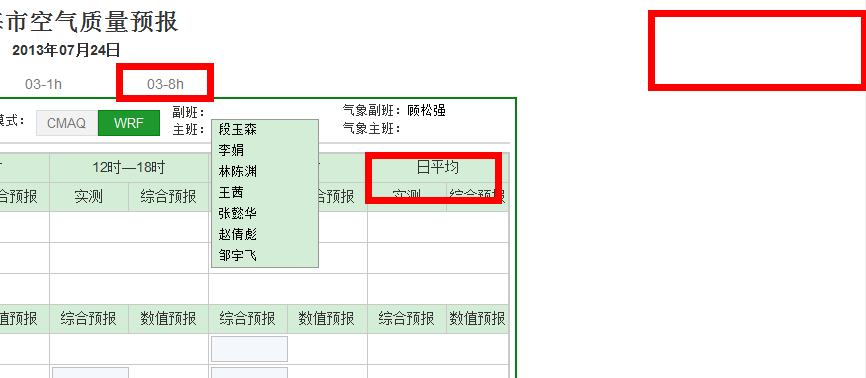 市空气质量预报
2013年07月24日
03-1h
03-8h
模式：
CMAQ
WRF
副班：
主班：
气象副班：顾松强
气象主班：
段玉森
李娟
林陈渊
王茜
张懿华
赵倩彪
邹宇飞
12时—18时
时
日平均
合预报
实测
综合预报
合预报
实测
综合预报
值预报
综合预报
数值预报
综合预报
数值预报
综合预报
数值预报